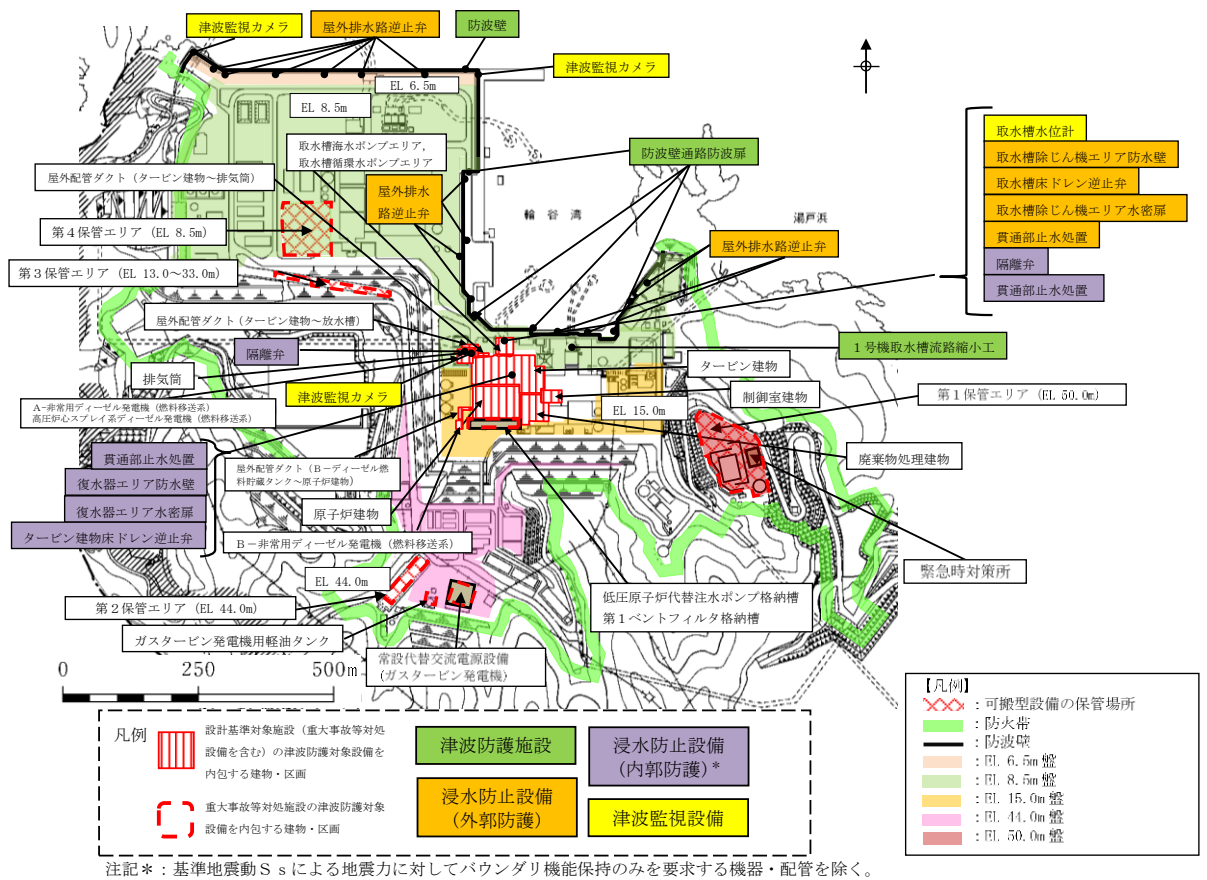 津波監視カメラ
屋外排水路逆止弁
防波壁
津波監視カメラ
EL 6.5m
EL 8.5m
取水槽海水ポンプエリア，
取水槽循環水ポンプエリア
防波壁通路防波扉
取水槽水位計
取水槽除じん機エリア防水壁
取水槽床ドレン逆止弁
取水槽除じん機エリア水密扉
貫通部止水処置
隔離弁
貫通部止水処置
屋外配管ダクト（タービン建物～排気筒）
屋外排水
路逆止弁
輪谷湾
湯戸浜
第４保管エリア（EL 8.5m）
屋外排水路逆止弁
第３保管エリア（EL 13.0～33.0m）
屋外配管ダクト（タービン建物～放水槽）
隔離弁
１号機取水槽流路縮小工
排気筒
タービン建物
津波監視カメラ
制御室建物
第１保管エリア（EL 50.0m）
A-非常用ディーゼル発電機（燃料移送系）
高圧炉心スプレイ系ディーゼル発電機（燃料移送系）
EL 15.0m
貫通部止水処置
復水器エリア防水壁
復水器エリア水密扉
タービン建物床ドレン逆止弁
屋外配管ダクト（Ｂ－ディーゼル燃
料貯蔵タンク～原子炉建物）
廃棄物処理建物
原子炉建物
Ｂ－非常用ディーゼル発電機（燃料移送系）
緊急時対策所
EL 44.0m
第２保管エリア（EL 44.0m）
低圧原子炉代替注水ポンプ格納槽
第１ベントフィルタ格納槽
ガスタービン発電機用軽油タンク
常設代替交流電源設備
(ガスタービン発電機)
0 250 500m
【凡例】
：可搬型設備の保管場所
：防火帯
：防波壁
：EL 6.5m 盤
：EL 8.5m 盤
：EL 15.0m 盤
：EL 44.0m 盤
：EL 50.0m 盤
凡例
設計基準対象施設（重大事故等対処
設備を含む）の津波防護対象設備を
内包する建物・区画
重大事故等対処施設の津波防護対象
設備を内包する建物・区画
津波防護施設
浸水防止設備
（外郭防護）
浸水防止設備
（内郭防護）*
津波監視設備
注記＊：基準地震動Ｓｓによる地震力に対してバウンダリ機能保持のみを要求する機器・配管を除く。